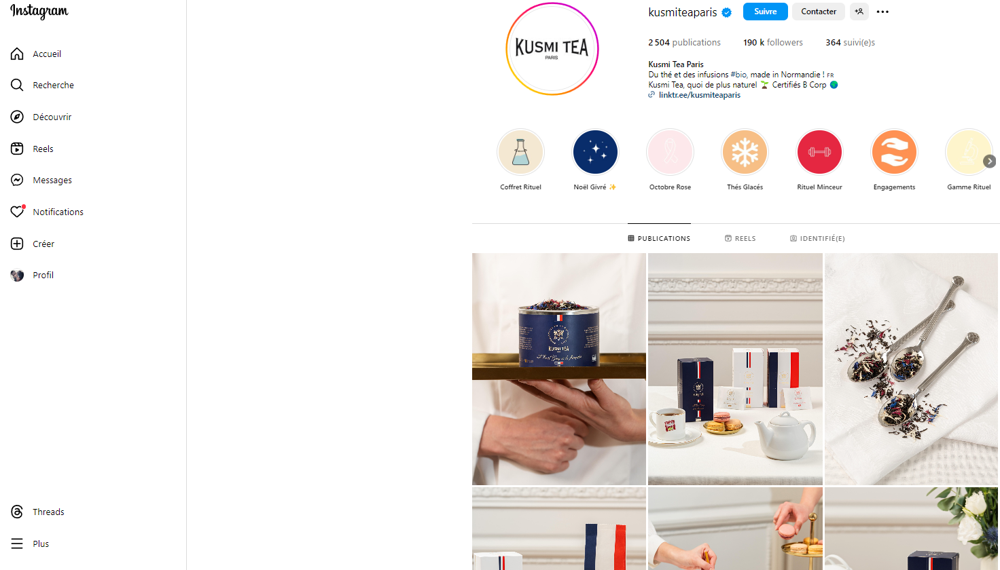 Instagram
Accueil
Recherche
Découvrir
Reels
Messages
Notifications
Créer
Profil
Threads
Plus
KUSMI TEA
PARIS
kusmiteaparis
Suivre
Contacter
2 504 publications
190 k followers
364 suivi(e)s
Kusmi Tea Paris
Du thé et des infusions #bio, made in Normandie ! FR
Kusmi Tea, quoi de plus naturel 🌱 Certifiés B Corp 🌍
linktr.ee/kusmiteaparis
Coffret Rituel
Noël Givré ✨
Octobre Rose
Thés Glacés
Rituel Minceur
Engagements
Gamme Rituel
PUBLICATIONS
REELS
IDENTIFIÉ(E)
KUSMI TEA